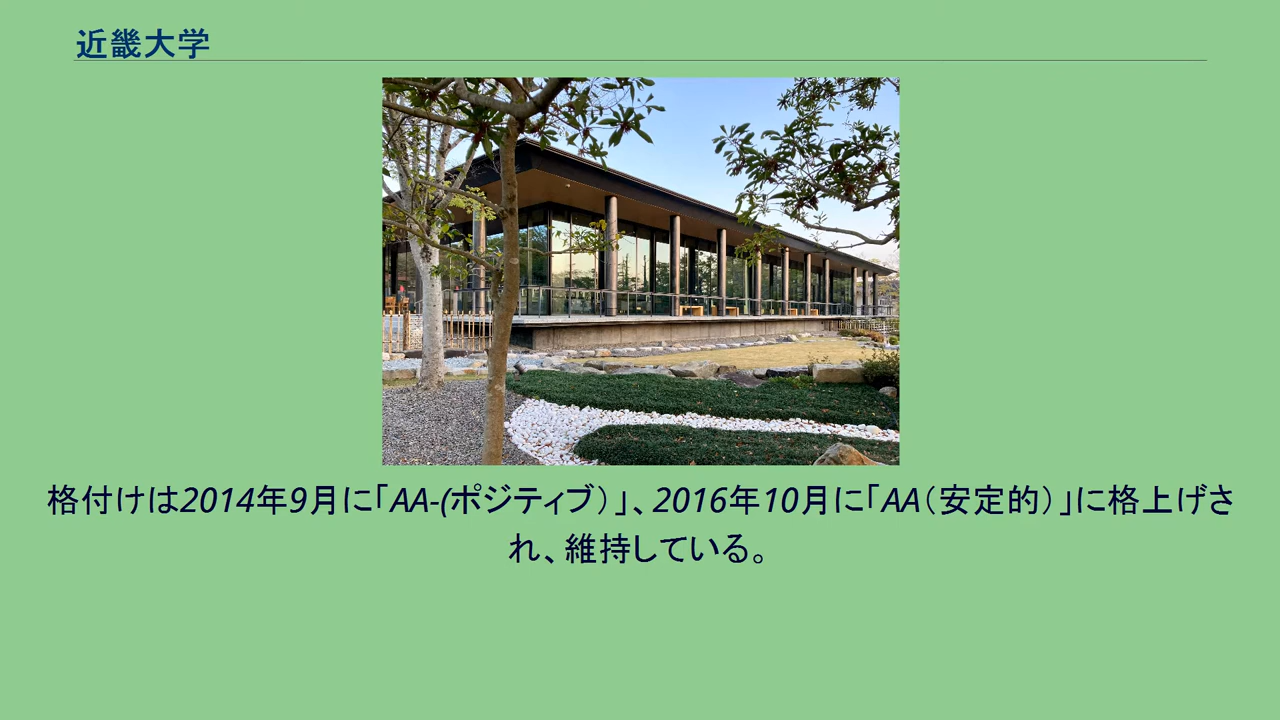 近畿大学
格付けは2014年9月に「AA-(ポジティブ）」、2016年10月に「AA（安定的）」に格上げさ
れ、維持している。